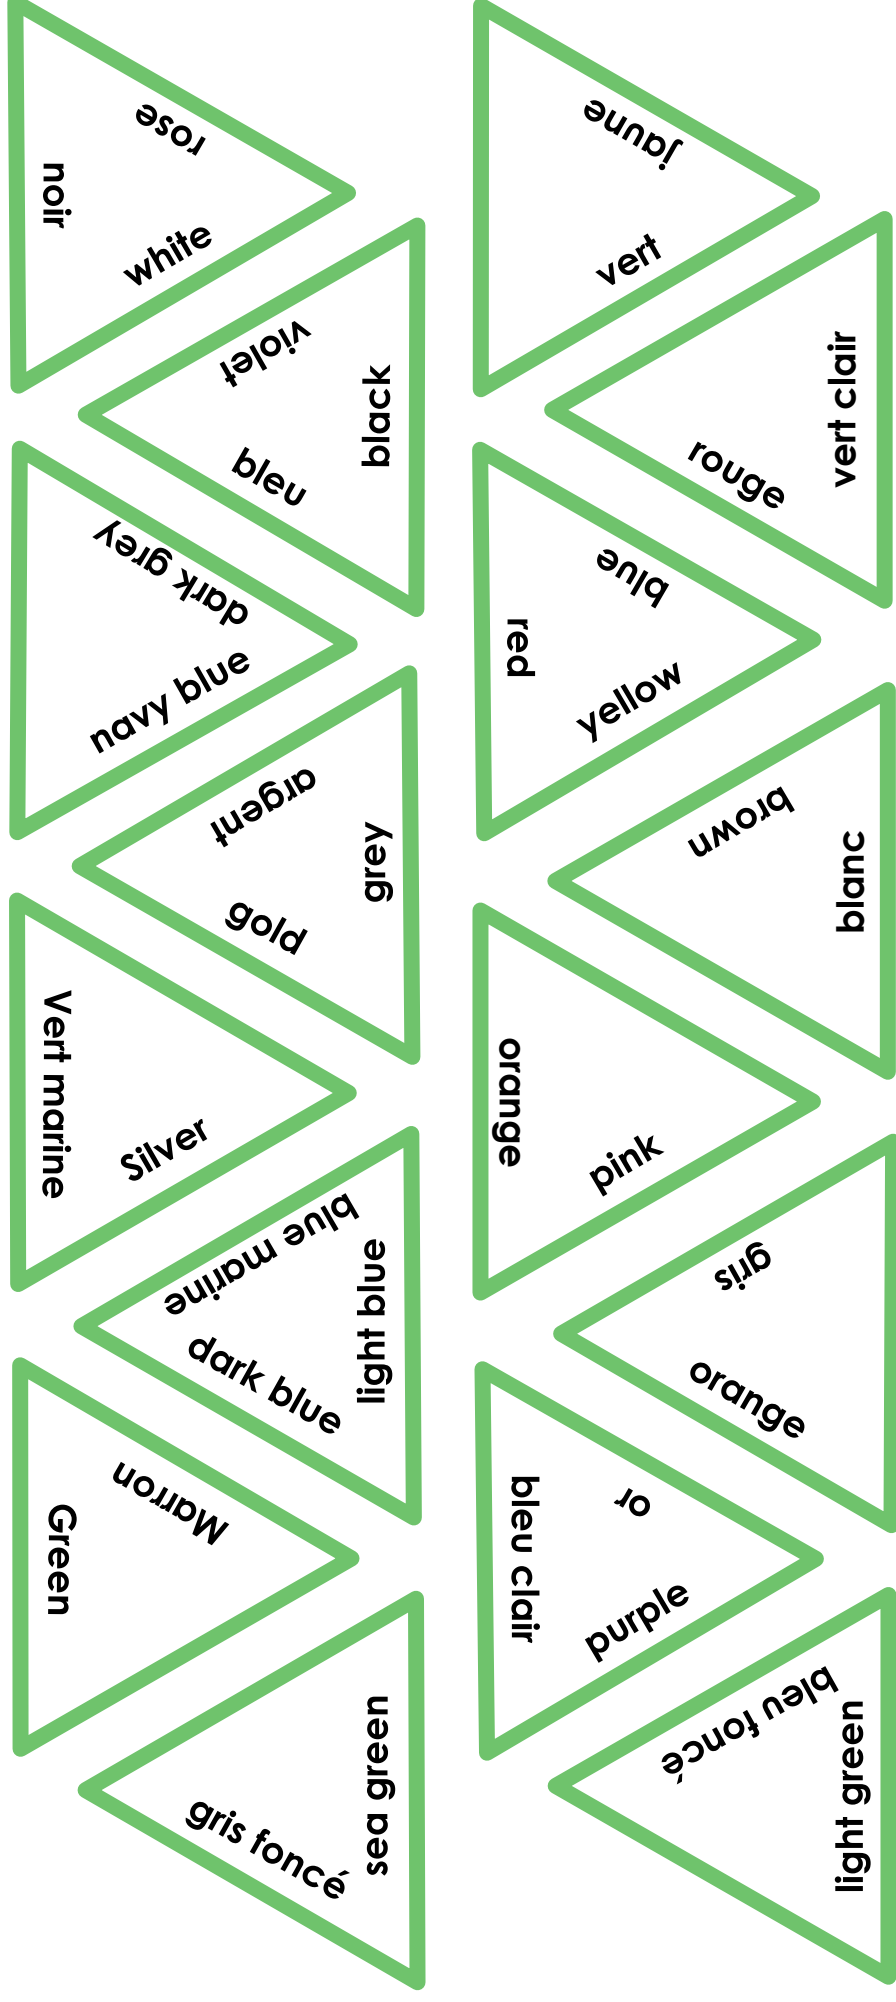 rose
noir
white
violet
black
bleu
dark grey
navy blue
argent
grey
gold
Vert marine
Silver
blue marine
light blue
dark blue
Marron
Green
sea green
gris foncé
jaune
vert
vert clair
rouge
blue
red
yellow
brown
blanc
orange
pink
gris
orange
or
bleu clair
purple
bleu foncé
light green